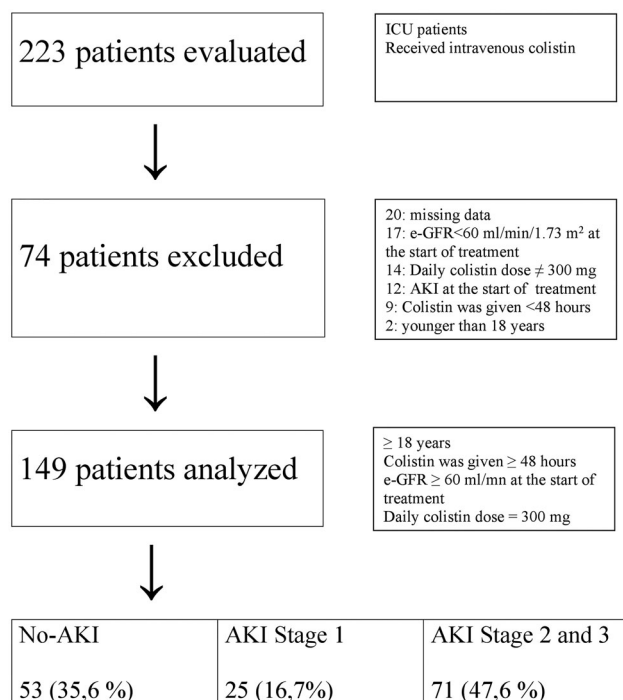 223 patients evaluated
ICU patients
Received intravenous colistin
74 patients excluded
20: missing data
17: e-GFR<60 ml/min/1.73 m² at
the start of treatment
14: Daily colistin dose ≠ 300 mg
12: AKI at the start of treatment
9: Colistin was given <48 hours
2: younger than 18 years
149 patients analyzed
≥ 18 years
Colistin was given ≥ 48 hours
e-GFR ≥ 60 ml/mn at the start of
treatment
Daily colistin dose = 300 mg
No-AKI
53 (35,6 %)
AKI Stage 1
25 (16,7%)
AKI Stage 2 and 3
71 (47,6 %)